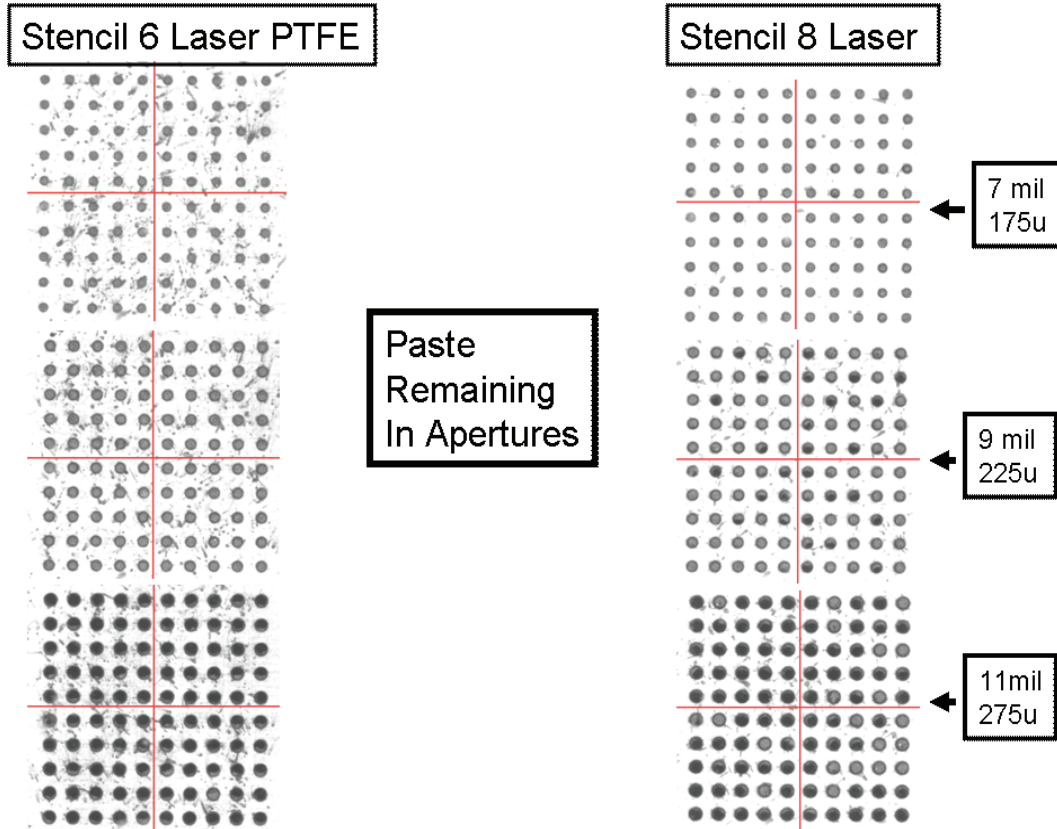 Stencil 6 Laser PTFE
Stencil 8 Laser
7 mil
175u
Paste
Remaining
In Apertures
9 mil
225u
11mil
275u